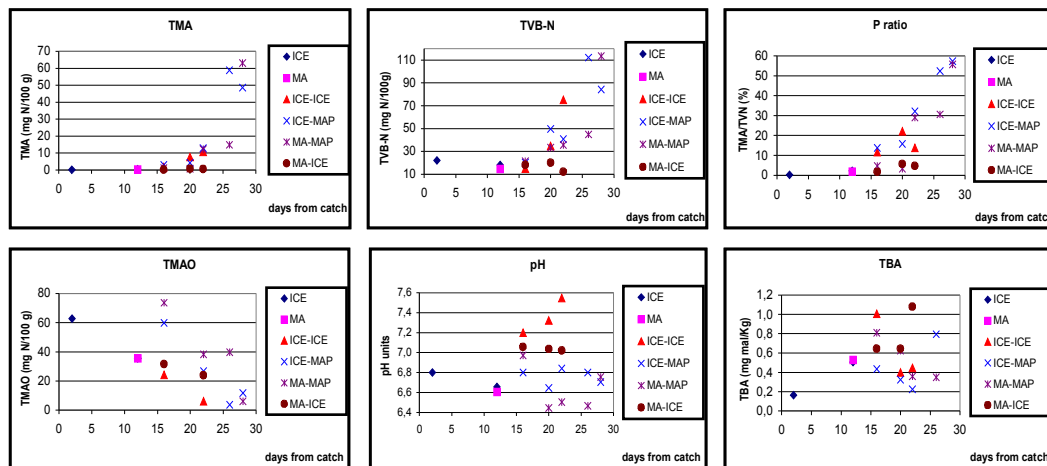 TMA
TMA (mg N/100 g)
70
60
50
40
30
20
10
0
0 5 10 15 20 25 30
days from catch
ICE
MA
ICE-ICE
ICE-MAP
MA-MAP
MA-ICE
TVB-N
TVB-N (mg N/100g)
110
90
70
50
30
10
0 5 10 15 20 25 30
days from catch
ICE
MA
ICE-ICE
ICE-MAP
MA-MAP
MA-ICE
P ratio
TMA/TVN (%)
60
50
40
30
20
10
0
0 5 10 15 20 25 30
days from catch
ICE
MA
ICE-ICE
ICE-MAP
MA-MAP
MA-ICE
TMAO
TMAO (mg N/100 g)
80
60
40
20
0
0 5 10 15 20 25 30
days from catch
ICE
MA
ICE-ICE
ICE-MAP
MA-MAP
MA-ICE
pH
pH units
7,6
7,4
7,2
7,0
6,8
6,6
6,4
0 5 10 15 20 25 30
days from catch
ICE
MA
ICE-ICE
ICE-MAP
MA-MAP
MA-ICE
TBA
TBA (mg mal/Kg)
1,2
1,0
0,8
0,6
0,4
0,2
0,0
0 5 10 15 20 25 30
days from catch
ICE
MA
ICE-ICE
ICE-MAP
MA-MAP
MA-ICE